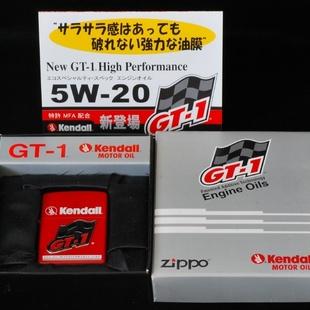 "サラサラ感はあっても
破れない強力な油膜"
New GT-1. High Performance
エコスペシャルティ・スペック エンジンオイル
5W-20
特許 MFA 配合
Kendall 新登場
GT-1
GT-1 Kendall
MOTOR OIL
Kendall
GT-1
GT-1
Engine Oils
zippo
Kendall
MOTOR OIL